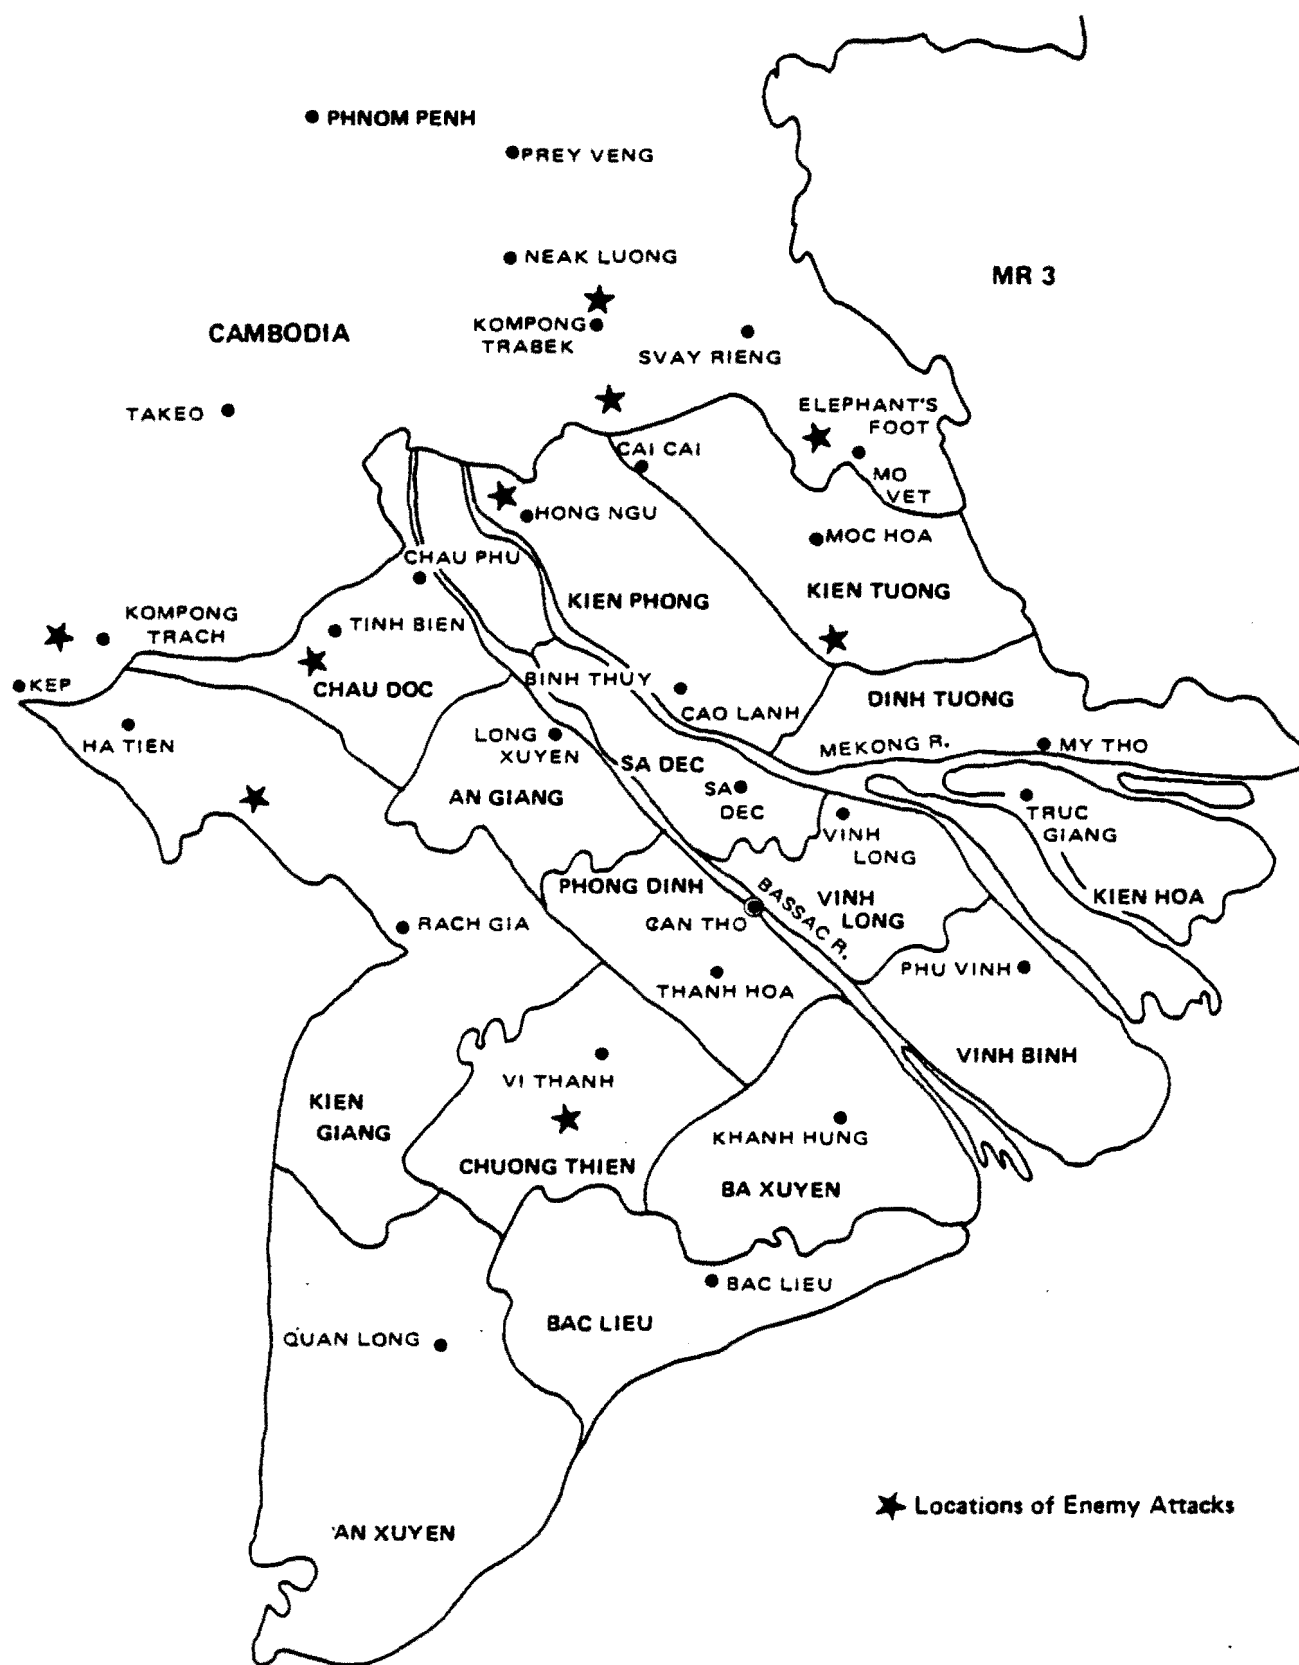 PHNOM PENH
PREY VENG
NEAK LUONG
MR 3
KOMPONG
TRABEK
CAMBODIA
SVAY RIENG
TAKEO
ELEPHANT'S
FOOT
CAI CAI
MO
VET
HONG NGU
MOC HOA
CHAU PHU
KIEN PHONG
KIEN TUONG
KOMPONG
TRACH
TINH BIEN
KEP
CHAU DOC
BINH THUY
DINH TUONG
CAO LANH
HA TIEN
LONG
XUYEN
MEKONG R.
MY THO
SA DEC
AN GIANG
SA
DEC
TRUC
GIANG
VINH
LONG
PHONG DINH
BASSAC R.
VINH
LONG
KIEN HOA
RACH GIA
CAN THO
PHU VINH
THANH HOA
VINH BINH
VI THANH
KIEN
GIANG
KHANH HUNG
CHUONG THIEN
BA XUYEN
BAC LIEU
BAC LIEU
QUAN LONG
Locations of Enemy Attacks
AN XUYEN